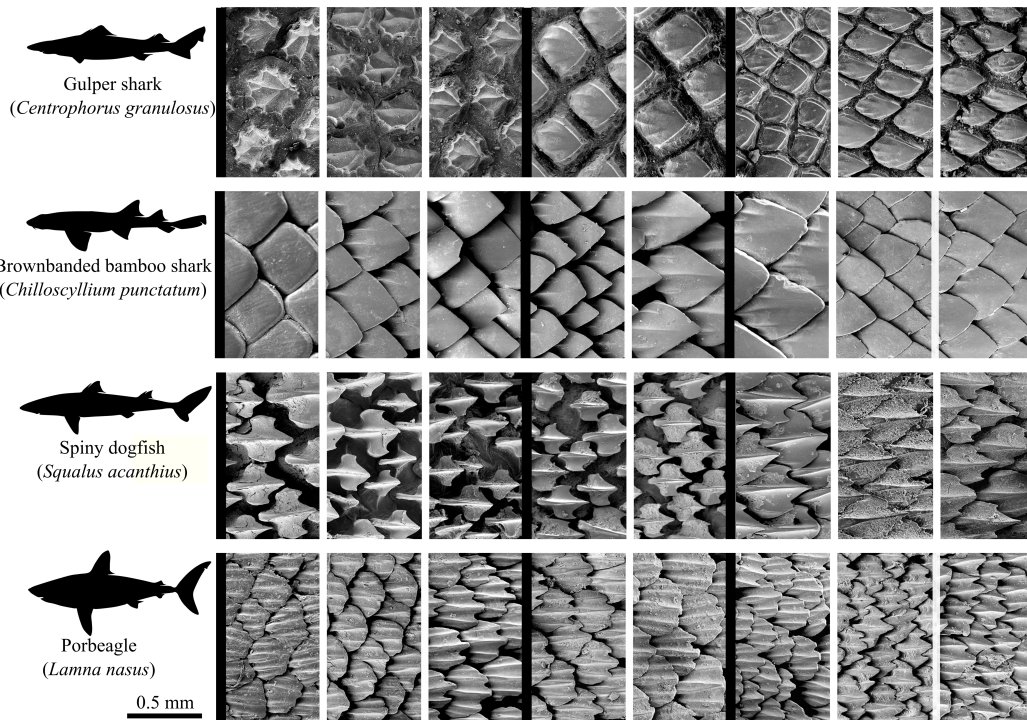 Gulper shark
(Centrophorus granulosus)
Brownbanded bamboo shark
(Chilloscyllium punctatum)
Spiny dogfish
(Squalus acanthius)
Porbeagle
(Lamna nasus)
0.5 mm